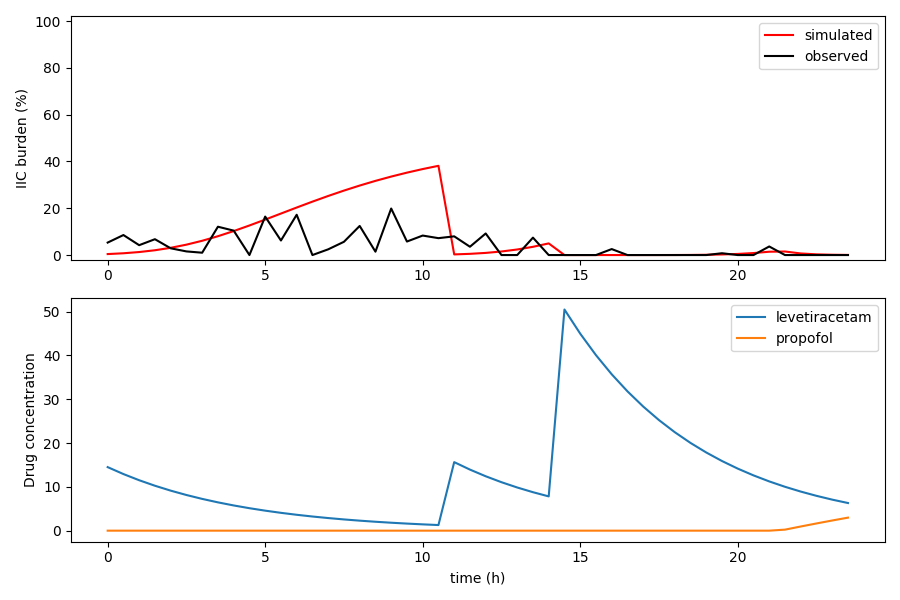 100
80
60
40
20
0
IIC burden (%)
simulated
observed
0 5 10 15 20
50
40
30
20
10
0
Drug concentration
levetiracetam
propofol
0 5 10 15 20
time (h)